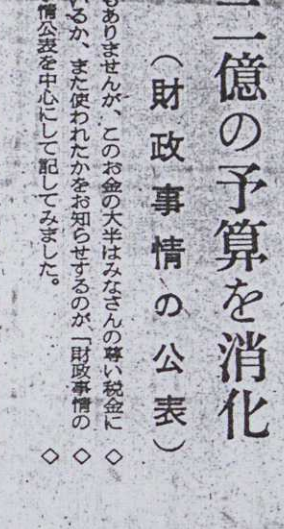 二億の予算を消化
（財政事情の公表）
もありませんが、このお金の大半はみなさんの尊い税金に◇
いるか、また使われたかをお知らせするのが、「財政事情の◇
情公表を中心にして記してみました。◇